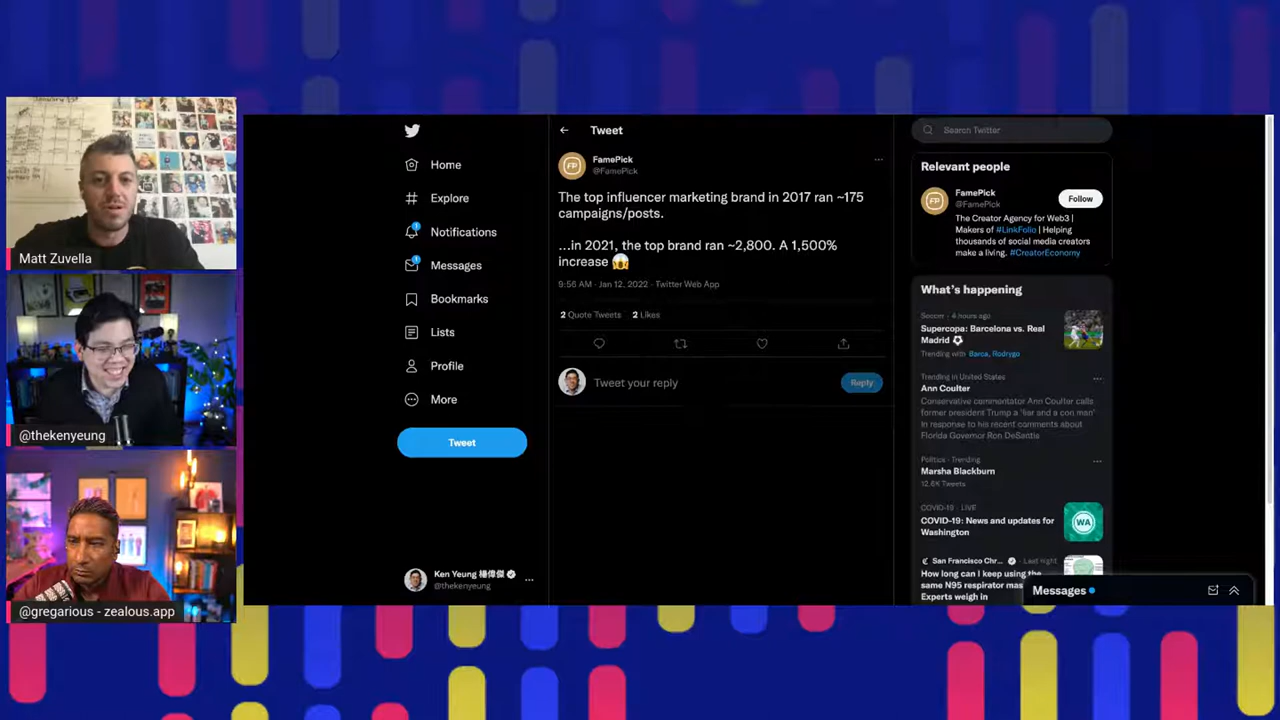 Matt Zuvella
@thekenyeung
@gregarious - zealous.app
Home
Explore
1
Notifications
1
Messages
Bookmarks
Lists
Profile
More
Tweet
Ken Yeung 楊偉傑
@thekenyeung
Tweet
FP
FamePick
@FamePick
The top influencer marketing brand in 2017 ran ~175
campaigns/posts.
...in 2021, the top brand ran ~2,800. A 1,500%
increase 😱
9:56 AM · Jan 12, 2022 · Twitter Web App
2 Quote Tweets 2 Likes
Tweet your reply
Reply
Search Twitter
Relevant people
FP
FamePick
@FamePick
Follow
The Creator Agency for Web3 |
Makers of #LinkFolio | Helping
thousands of social media creators
make a living. #CreatorEconomy
What's happening
Soccer · 4 hours ago
Supercopa: Barcelona vs. Real
Madrid ⚽
Trending with Barca, Rodrygo
Trending in United States
Ann Coulter
Conservative commentator Ann Coulter calls
former president Trump a "liar and a con man"
in response to his recent comments about
Florida Governor Ron DeSantis
Politics · Trending
Marsha Blackburn
12.6K Tweets
COVID-19 · LIVE
COVID-19: News and updates for
Washington
WA
San Francisco Chr... · Last night
How long can I keep using the
same N95 respirator mas
Experts weigh in
Messages